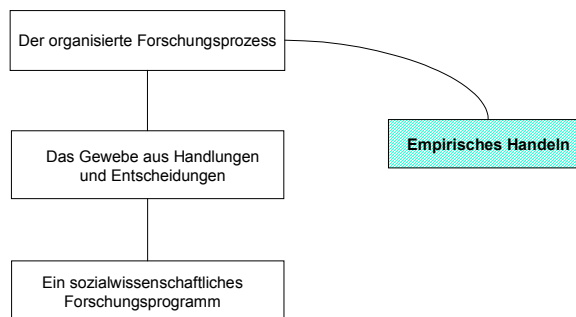 Der organisierte Forschungsprozess
Empirisches Handeln
Das Gewebe aus Handlungen
und Entscheidungen
Ein sozialwissenschaftliches
Forschungsprogramm